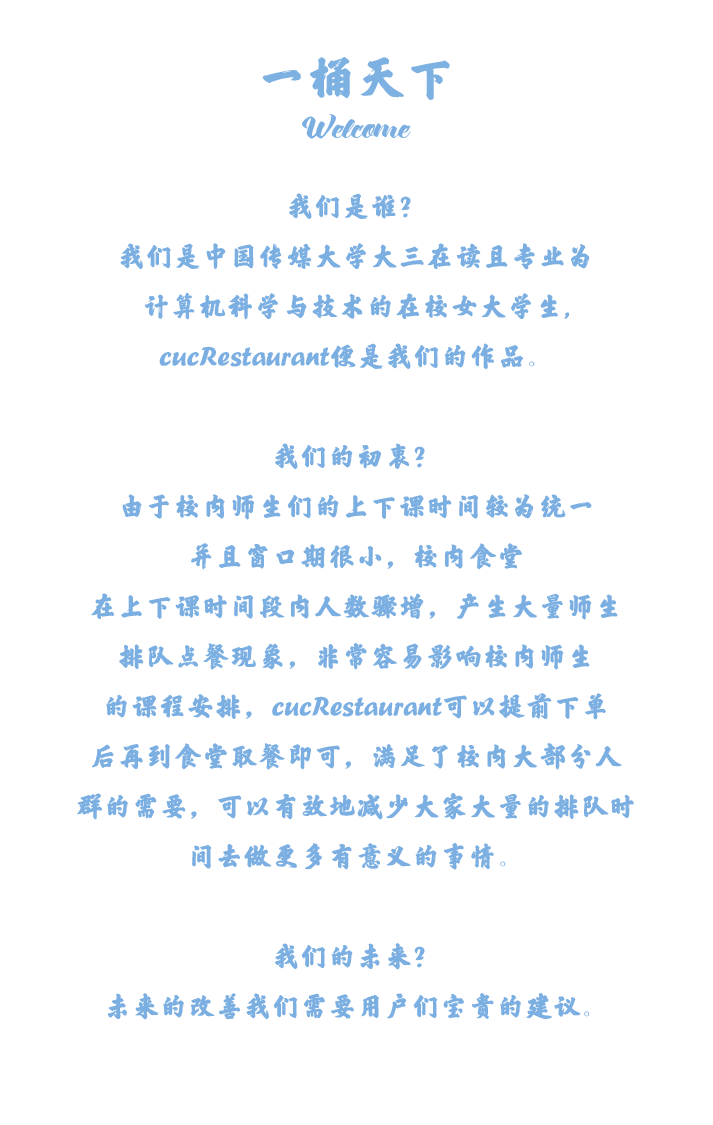 一桶天下
Welcome
我们是谁？
我们是中国传媒大学大三在读且专业为
计算机科学与技术的在校女大学生，
cucRestaurant便是我们的作品。
我们的初衷？
由于校内师生们的上下课时间较为统一
并且窗口期很小，校内食堂
在上下课时间段内人数骤增，产生大量师生
排队点餐现象，非常容易影响校内师生
的课程安排，cucRestaurant可以提前下单
后再到食堂取餐即可，满足了校内大部分人
群的需要，可以有效地减少大家大量的排队时
间去做更多有意义的事情。
我们的未来？
未来的改善我们需要用户们宝贵的建议。